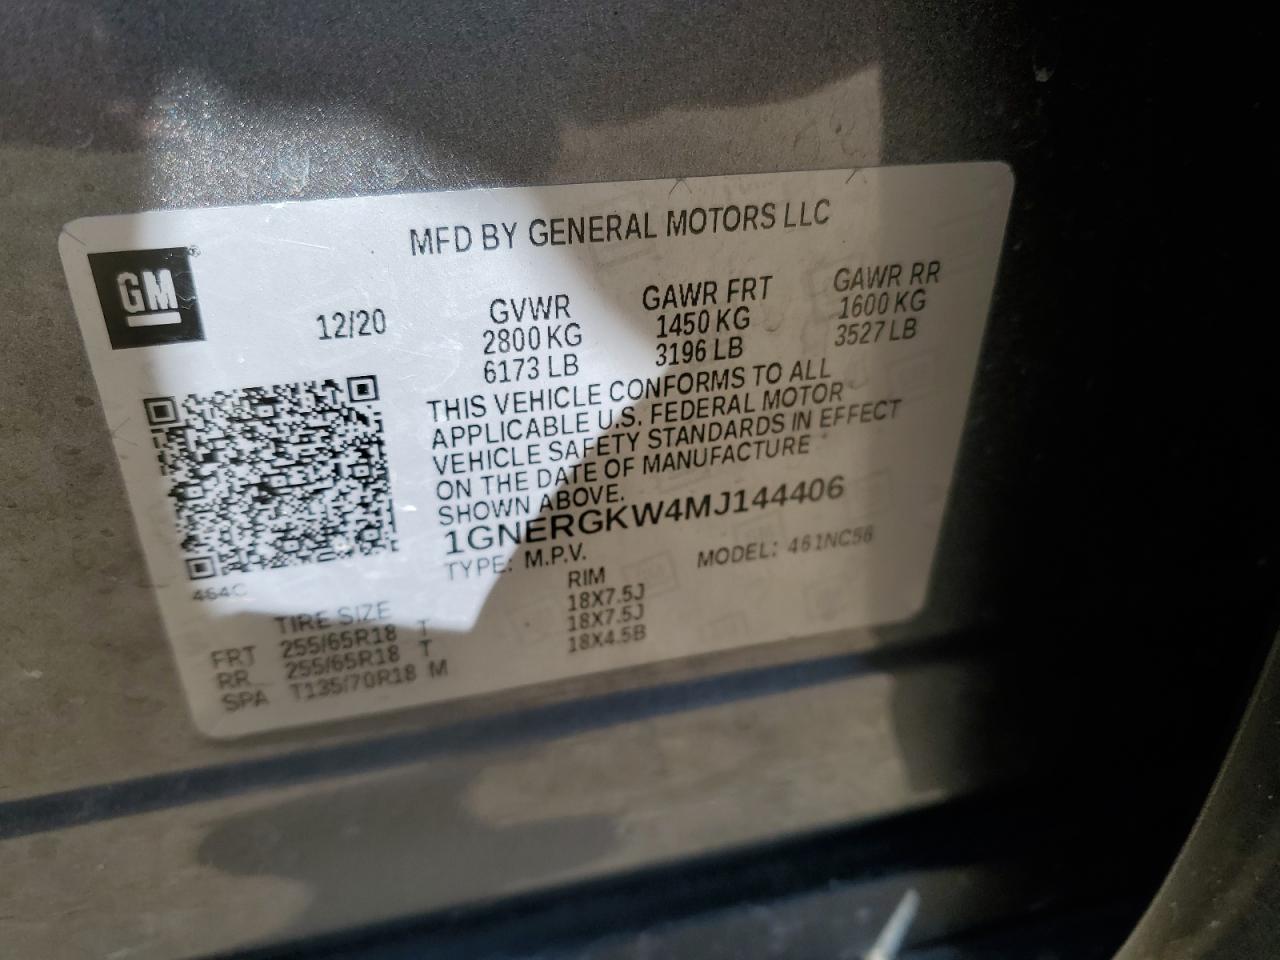 MFD BY GENERAL MOTORS LLC
GM
12/20
GVWR GAWR FRT GAWR RR
2800 KG 1450 KG 1600 KG
6173 LB 3196 LB 3527 LB
THIS VEHICLE CONFORMS TO ALL
APPLICABLE U.S. FEDERAL MOTOR
VEHICLE SAFETY STANDARDS IN EFFECT
ON THE DATE OF MANUFACTURE
SHOWN ABOVE.
1GNERGKW4MJ144406
TYPE: M.P.V. MODEL: 461NC56
464C
TIRE SIZE RIM
FRT 255/65R18 T 18X7.5J
RR 255/65R18 T 18X7.5J
SPA T135/70R18 M 18X4.5B